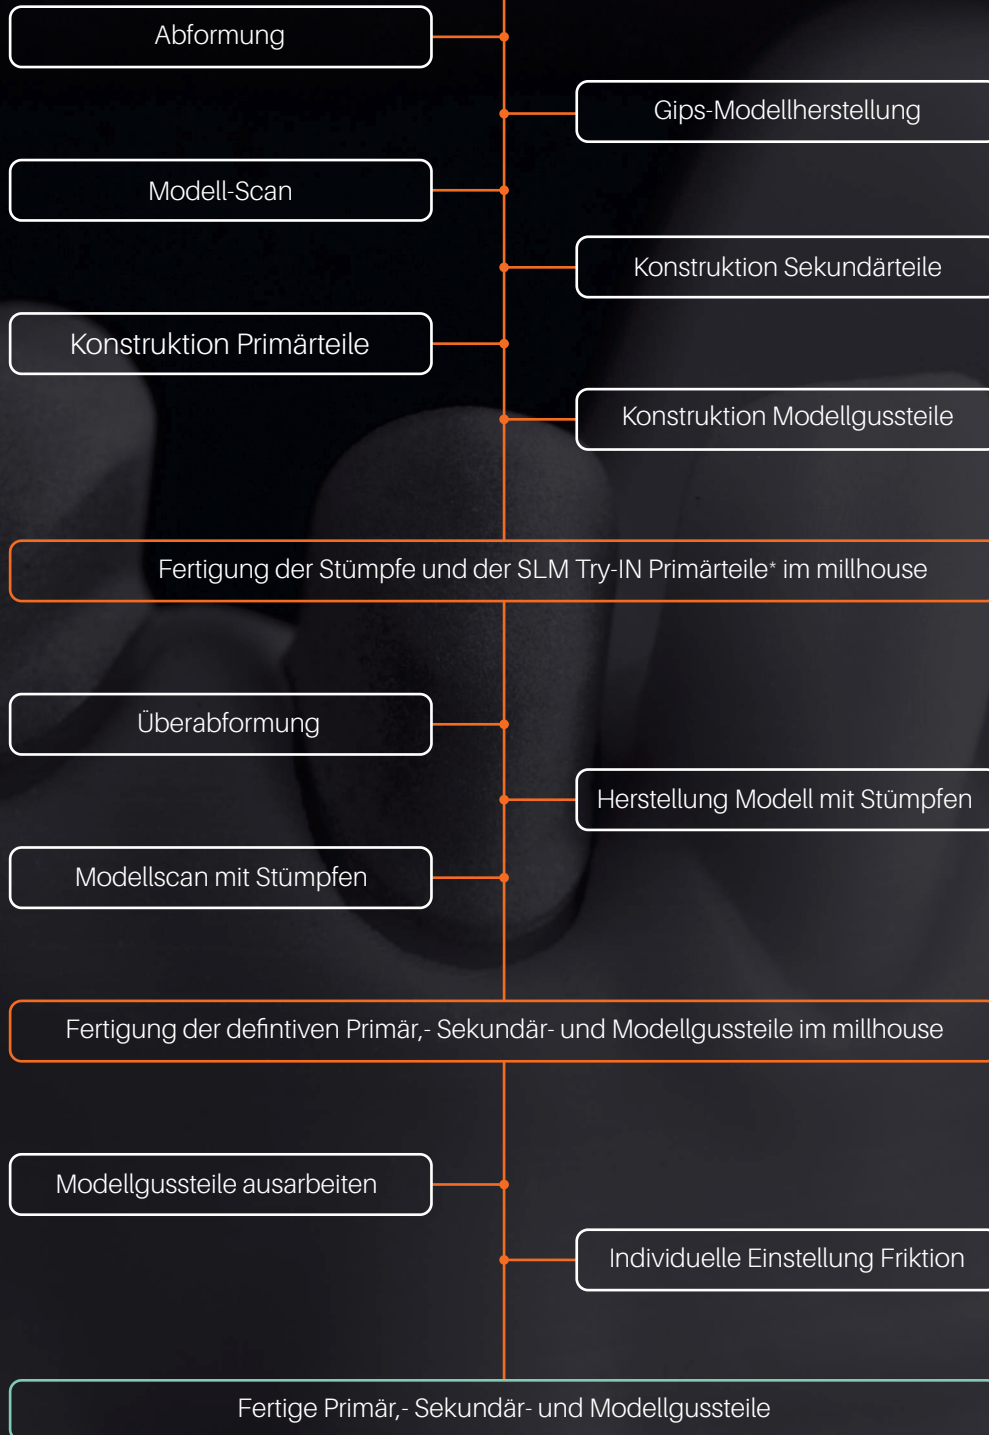 Abformung
Gips-Modellherstellung
Modell-Scan
Konstruktion Sekundärteile
Konstruktion Primärteile
Konstruktion Modellgussteile
Fertigung der Stümpfe und der SLM Try-IN Primärteile* im millhouse
Überabformung
Herstellung Modell mit Stümpfen
Modellscan mit Stümpfen
Fertigung der defintiven Primär,- Sekundär- und Modellgussteile im millhouse
Modellgussteile ausarbeiten
Individuelle Einstellung Friktion
Fertige Primär,- Sekundär- und Modellgussteile